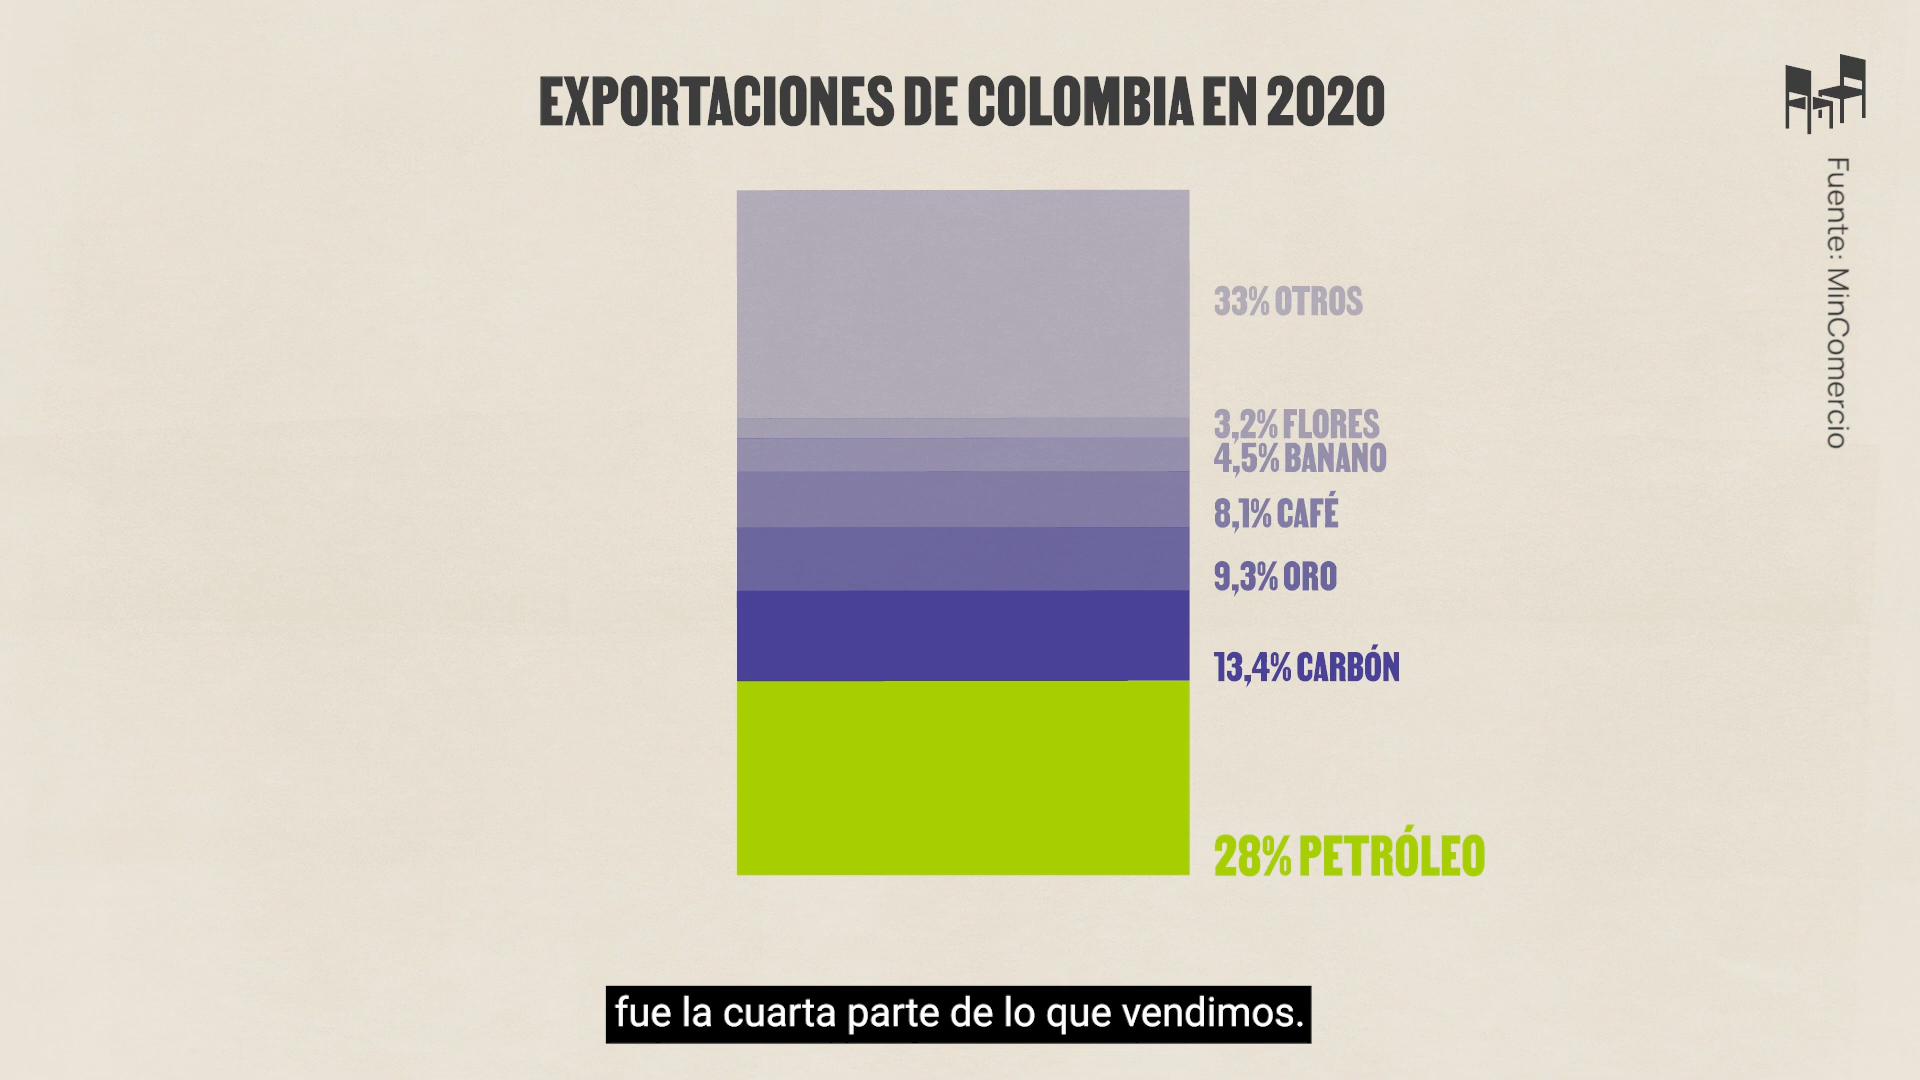 EXPORTACIONES DE COLOMBIA EN 2020
33% OTROS
3,2% FLORES
4,5% BANANO
8,1% CAFÉ
9,3% ORO
13,4% CARBÓN
28% PETRÓLEO
Fuente: MinComercio
fue la cuarta parte de lo que vendimos.